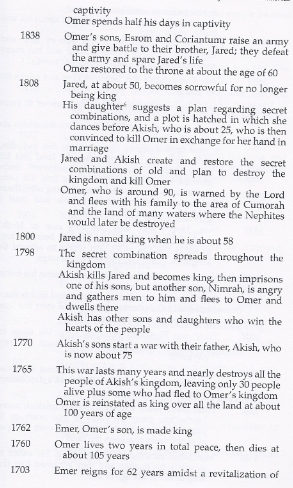 captivity
Omer spends half his days in captivity
1838 Omer's sons, Esrom and Coriantumr raise an army
and give battle to their brother, Jared; they defeat
the army and spare Jared's life
Omer restored to the throne at about the age of 60
1808 Jared, at about 50, becomes sorrowful for no longer
being king
His daughter suggests a plan regarding secret
combinations, and a plot is hatched in which she
dances before Akish, who is about 25, who is then
convinced to kill Omer in exchange for her hand in
marriage
Jared and Akish create and restore the secret
combinations of old and plan to destroy the
kingdom and kill Omer
Omer, who is around 90, is warned by the Lord
and flees with his family to the area of Cumorah
and the land of many waters where the Nephites
would later be destroyed
1800 Jared is named king when he is about 58
1798 The secret combination spreads throughout the
kingdom
Akish kills Jared and becomes king, then imprisons
one of his sons, but another son, Nimrah, is angry
and gathers men to him and flees to Omer and
dwells there
Akish has other sons and daughters who win the
hearts of the people
1770 Akish's sons start a war with their father, Akish, who
is now about 75
1765 This war lasts many years and nearly destroys all the
people of Akish's kingdom, leaving only 30 people
alive plus some who had fled to Omer's kingdom
Omer is reinstated as king over all the land at about
100 years of age
1762 Emer, Omer's son, is made king
1760 Omer lives two years in total peace, then dies at
about 105 years
1703 Emer reigns for 62 years amidst a revitalization of